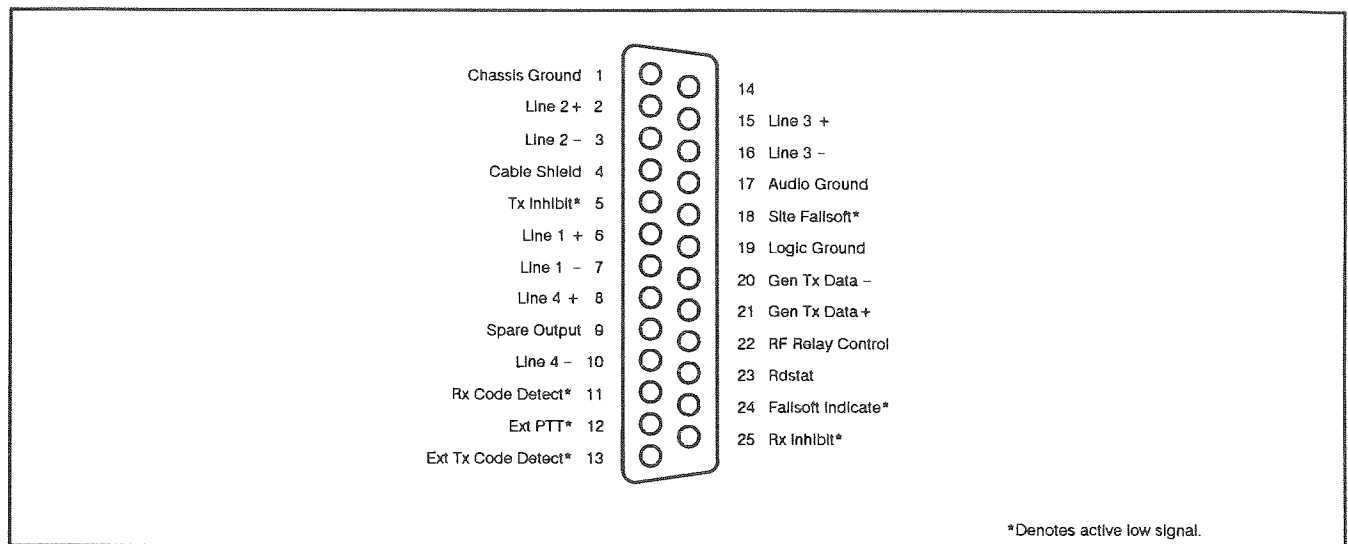 Chassis Ground 1
Line 2+ 2
Line 2 – 3
Cable Shield 4
Tx Inhibit* 5
Line 1 + 6
Line 1 – 7
Line 4 + 8
Spare Output 9
Line 4 – 10
Rx Code Detect* 11
Ext PTT* 12
Ext Tx Code Detect* 13
14
15 Line 3 +
16 Line 3 –
17 Audio Ground
18 Site Failsoft*
19 Logic Ground
20 Gen Tx Data –
21 Gen Tx Data +
22 RF Relay Control
23 Rdstat
24 Failsoft Indicate*
25 Rx Inhibit*
*Denotes active low signal.